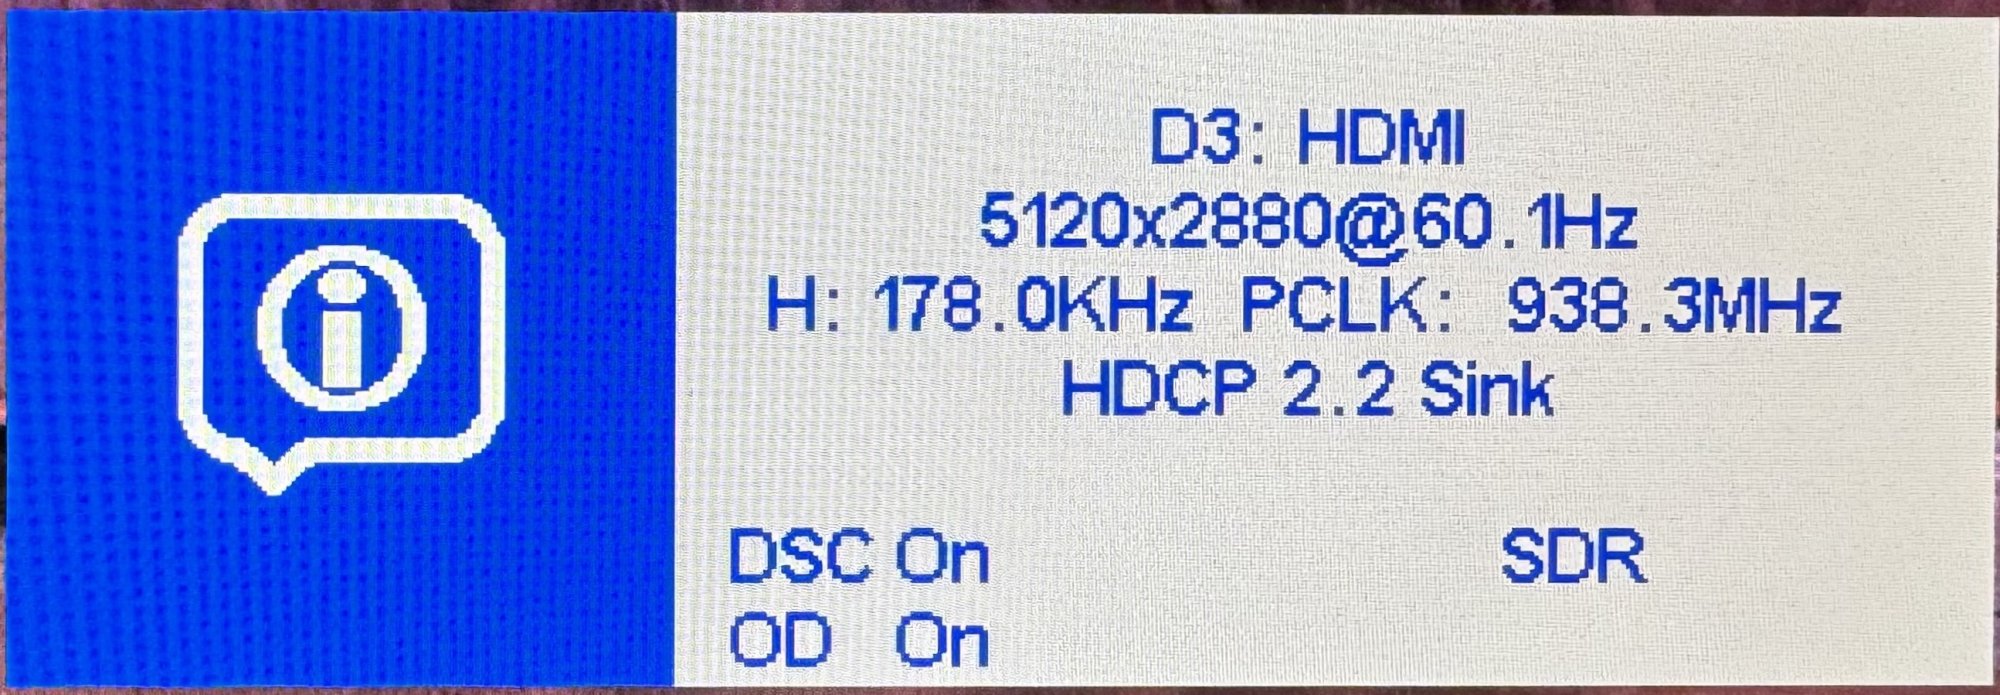 D3: HDMI
5120x2880@60.1Hz
H: 178.0KHz PCLK: 938.3MHz
HDCP 2.2 Sink
DSC On SDR
OD On